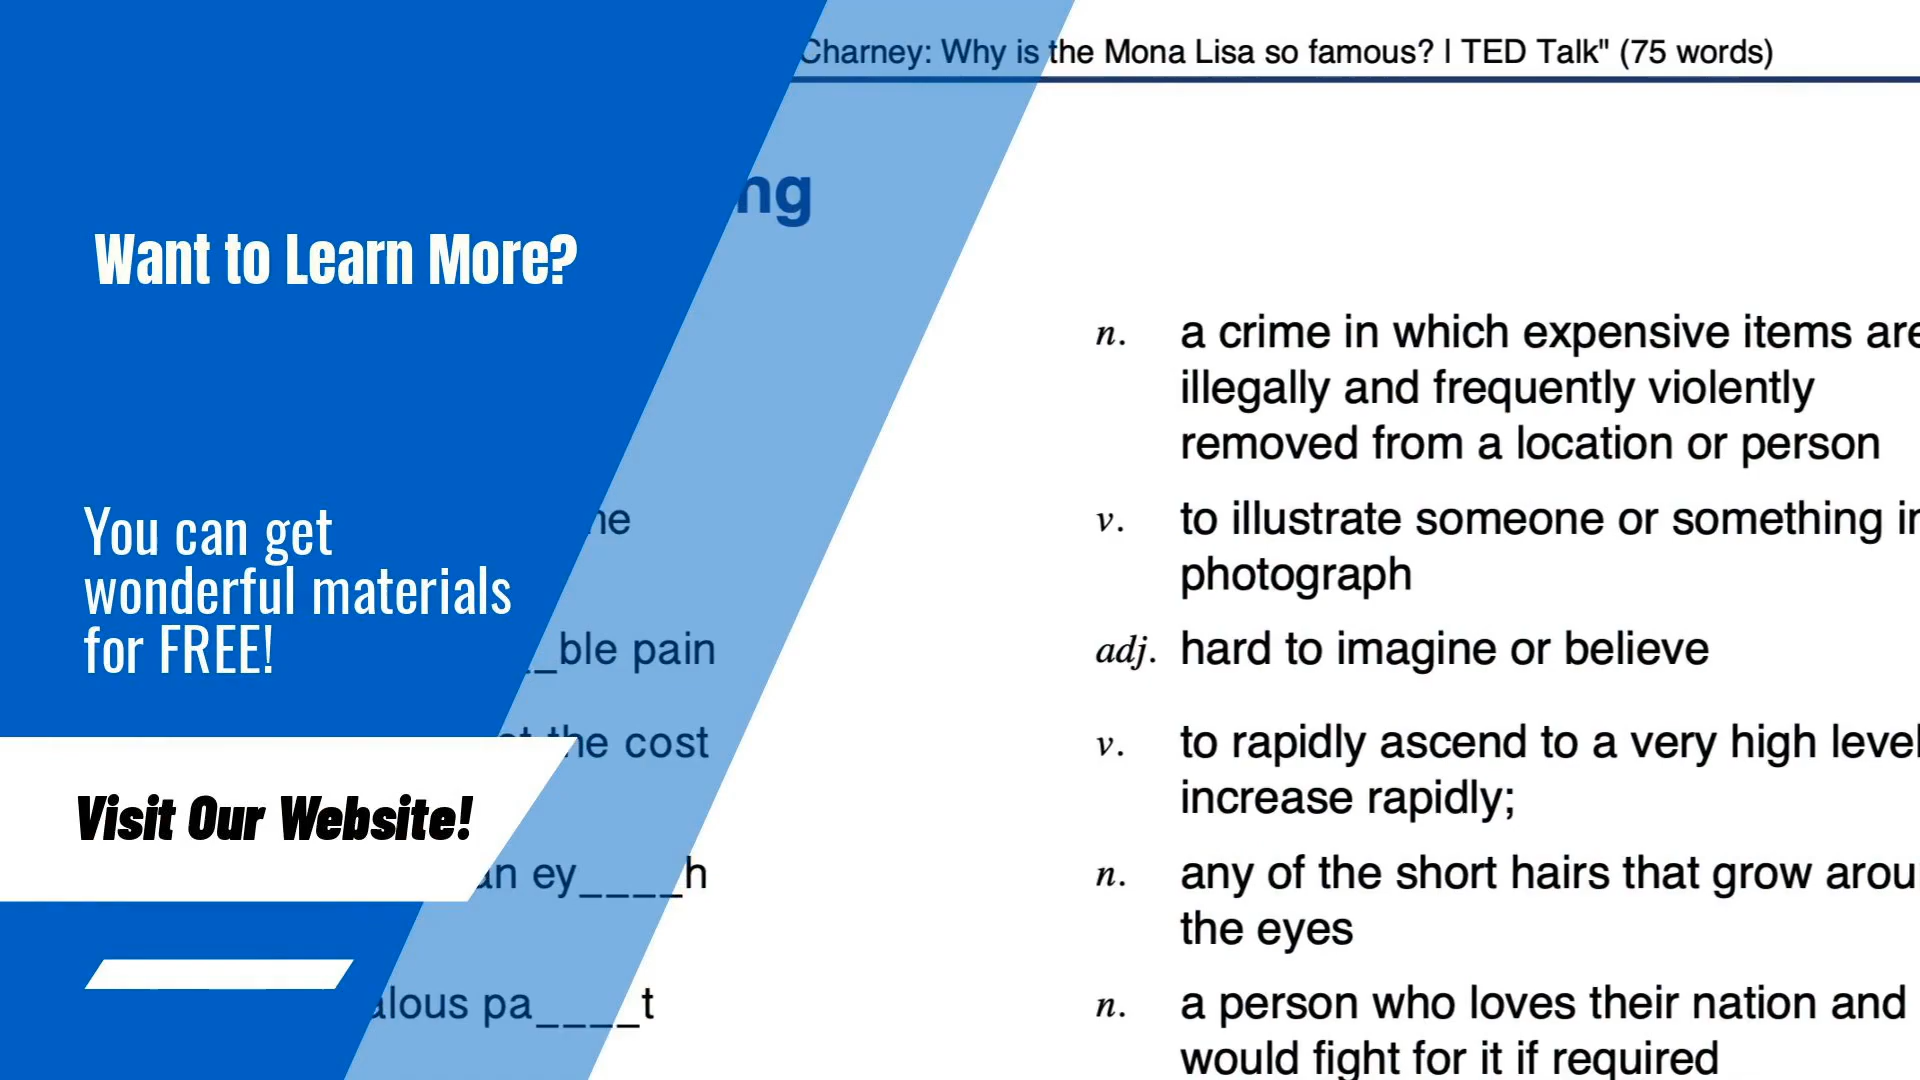 Charney: Why is the Mona Lisa so famous? | TED Talk" (75 words)
ng
Want to Learn More?
You can get
wonderful materials
for FREE!
Visit Our Website!
ne
_ble pain
the cost
an ey____h
alous pa____t
n. a crime in which expensive items are
illegally and frequently violently
removed from a location or person
v. to illustrate someone or something in
photograph
adj. hard to imagine or believe
v. to rapidly ascend to a very high level
increase rapidly;
n. any of the short hairs that grow arou
the eyes
n. a person who loves their nation and
would fight for it if required